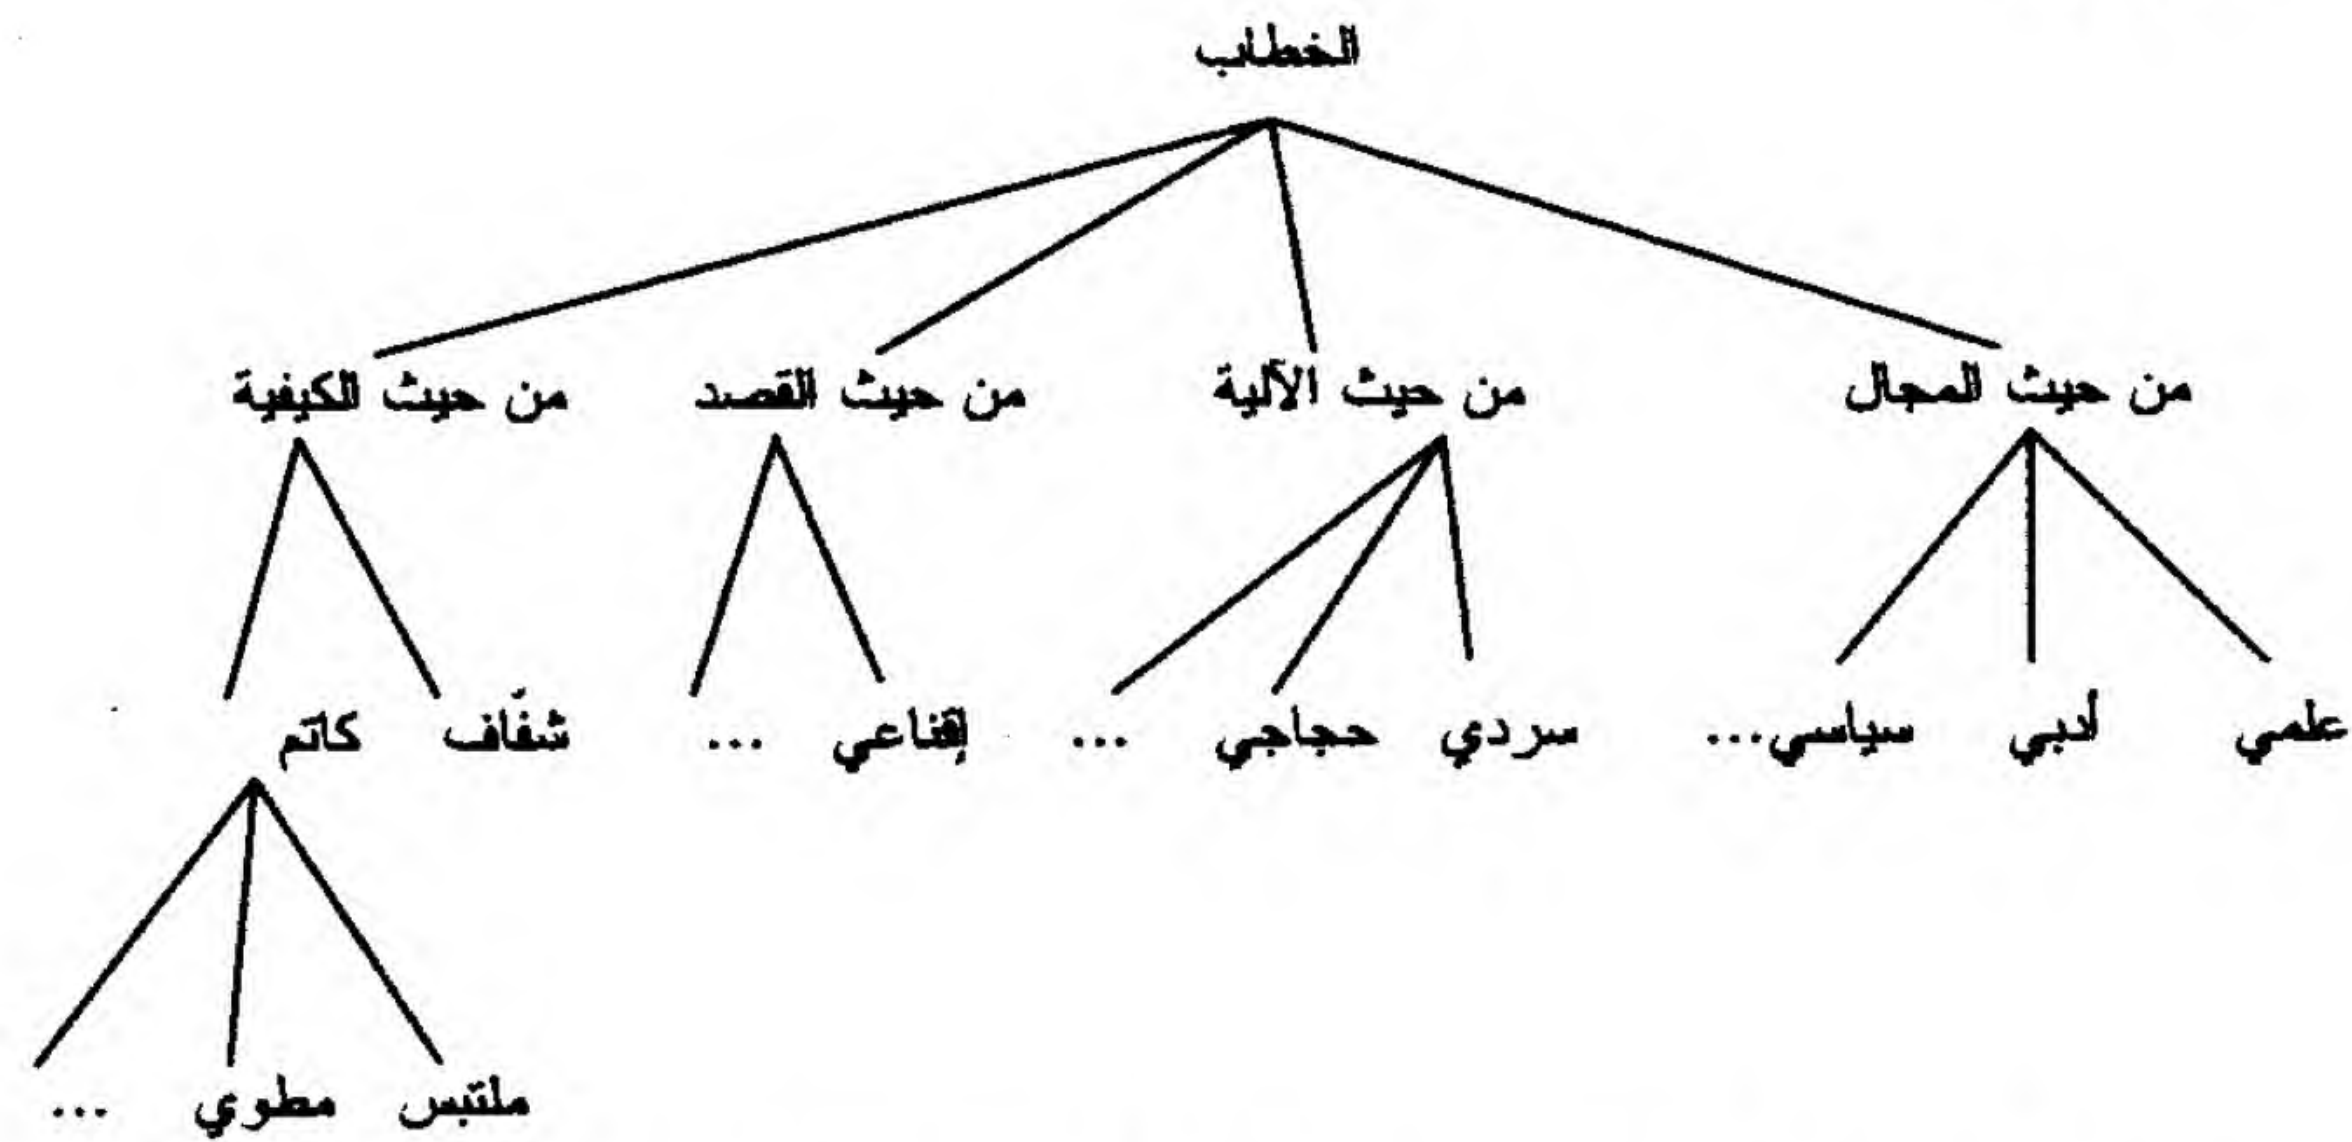 الخطاب
من حيث المجال من حيث الآلية من حيث القصد من حيث الكيفية
علمي أدبي سياسي... سردي حجاجي ... إقناعي ... شفّاف كاتم
ملتبس مطوي ...